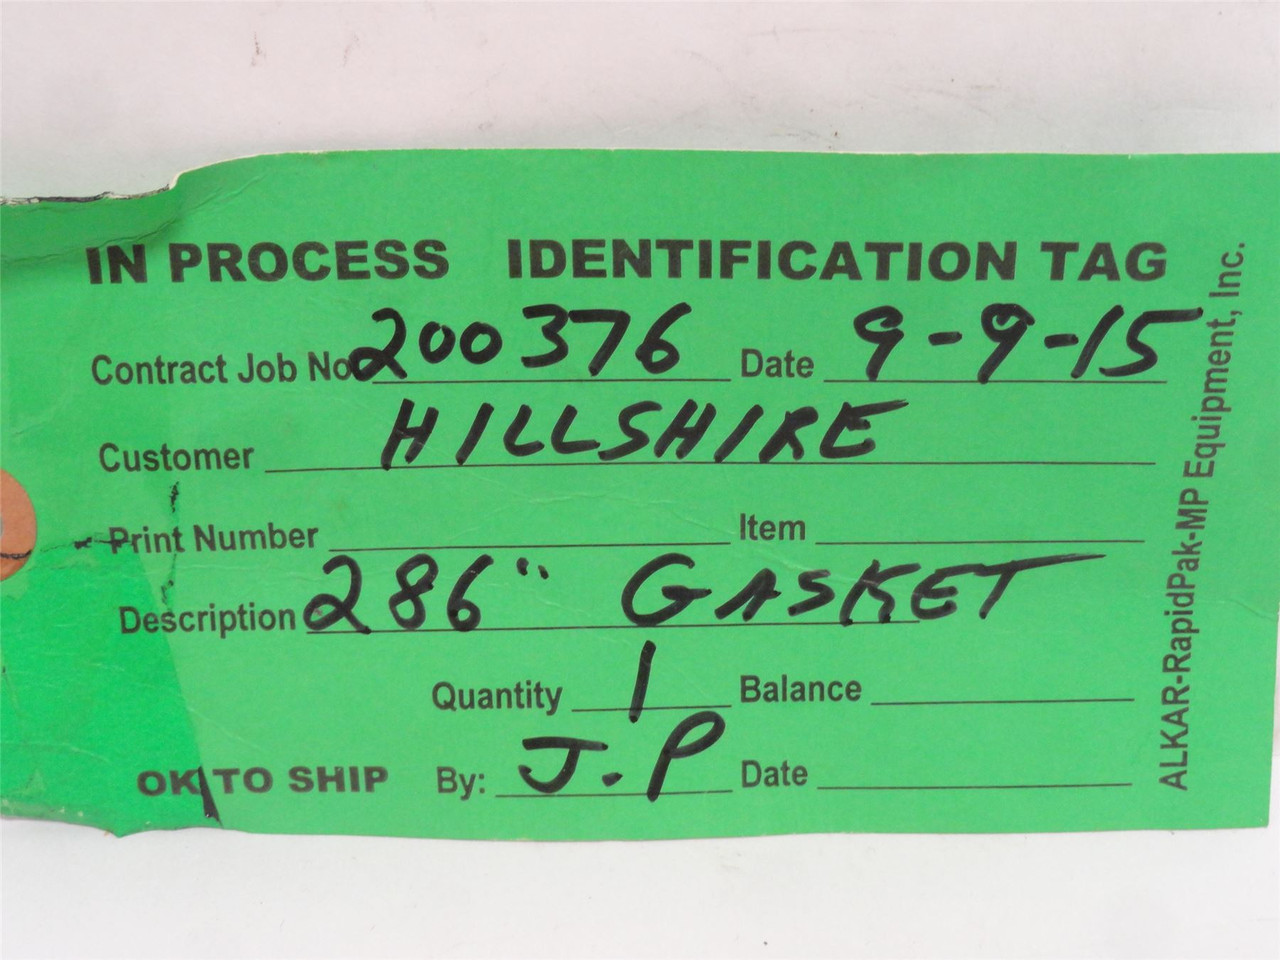 IN PROCESS IDENTIFICATION TAG
Contract Job No. 200376 Date 9-9-15
Customer HILLSHIRE
Print Number Item
Description 286" GASKET
Quantity 1 Balance
OK TO SHIP By: J.P Date
ALKAR-RapidPak-MP Equipment, Inc.